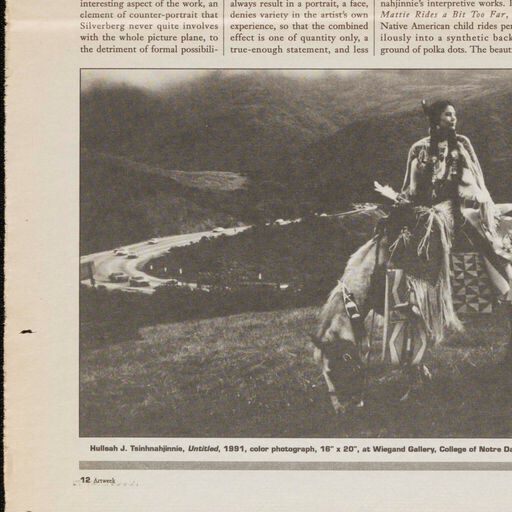 interesting aspect of the work, an
element of counter-portrait that
Silverberg never quite involves
with the whole picture plane, to
the detriment of formal possibili-
always result in a portrait, a face,
denies variety in the artist's own
experience, so that the combined
effect is one of quantity only, a
true-enough statement, and less
nahjinnie's interpretive works. I
Mattie Rides a Bit Too Far,
Native American child rides per
ilously into a synthetic back
ground of polka dots. The beaut
Hulleah J. Tsinhnahjinnie, Untitled, 1991, color photograph, 16" x 20", at Wiegand Gallery, College of Notre Da
12 Artweek